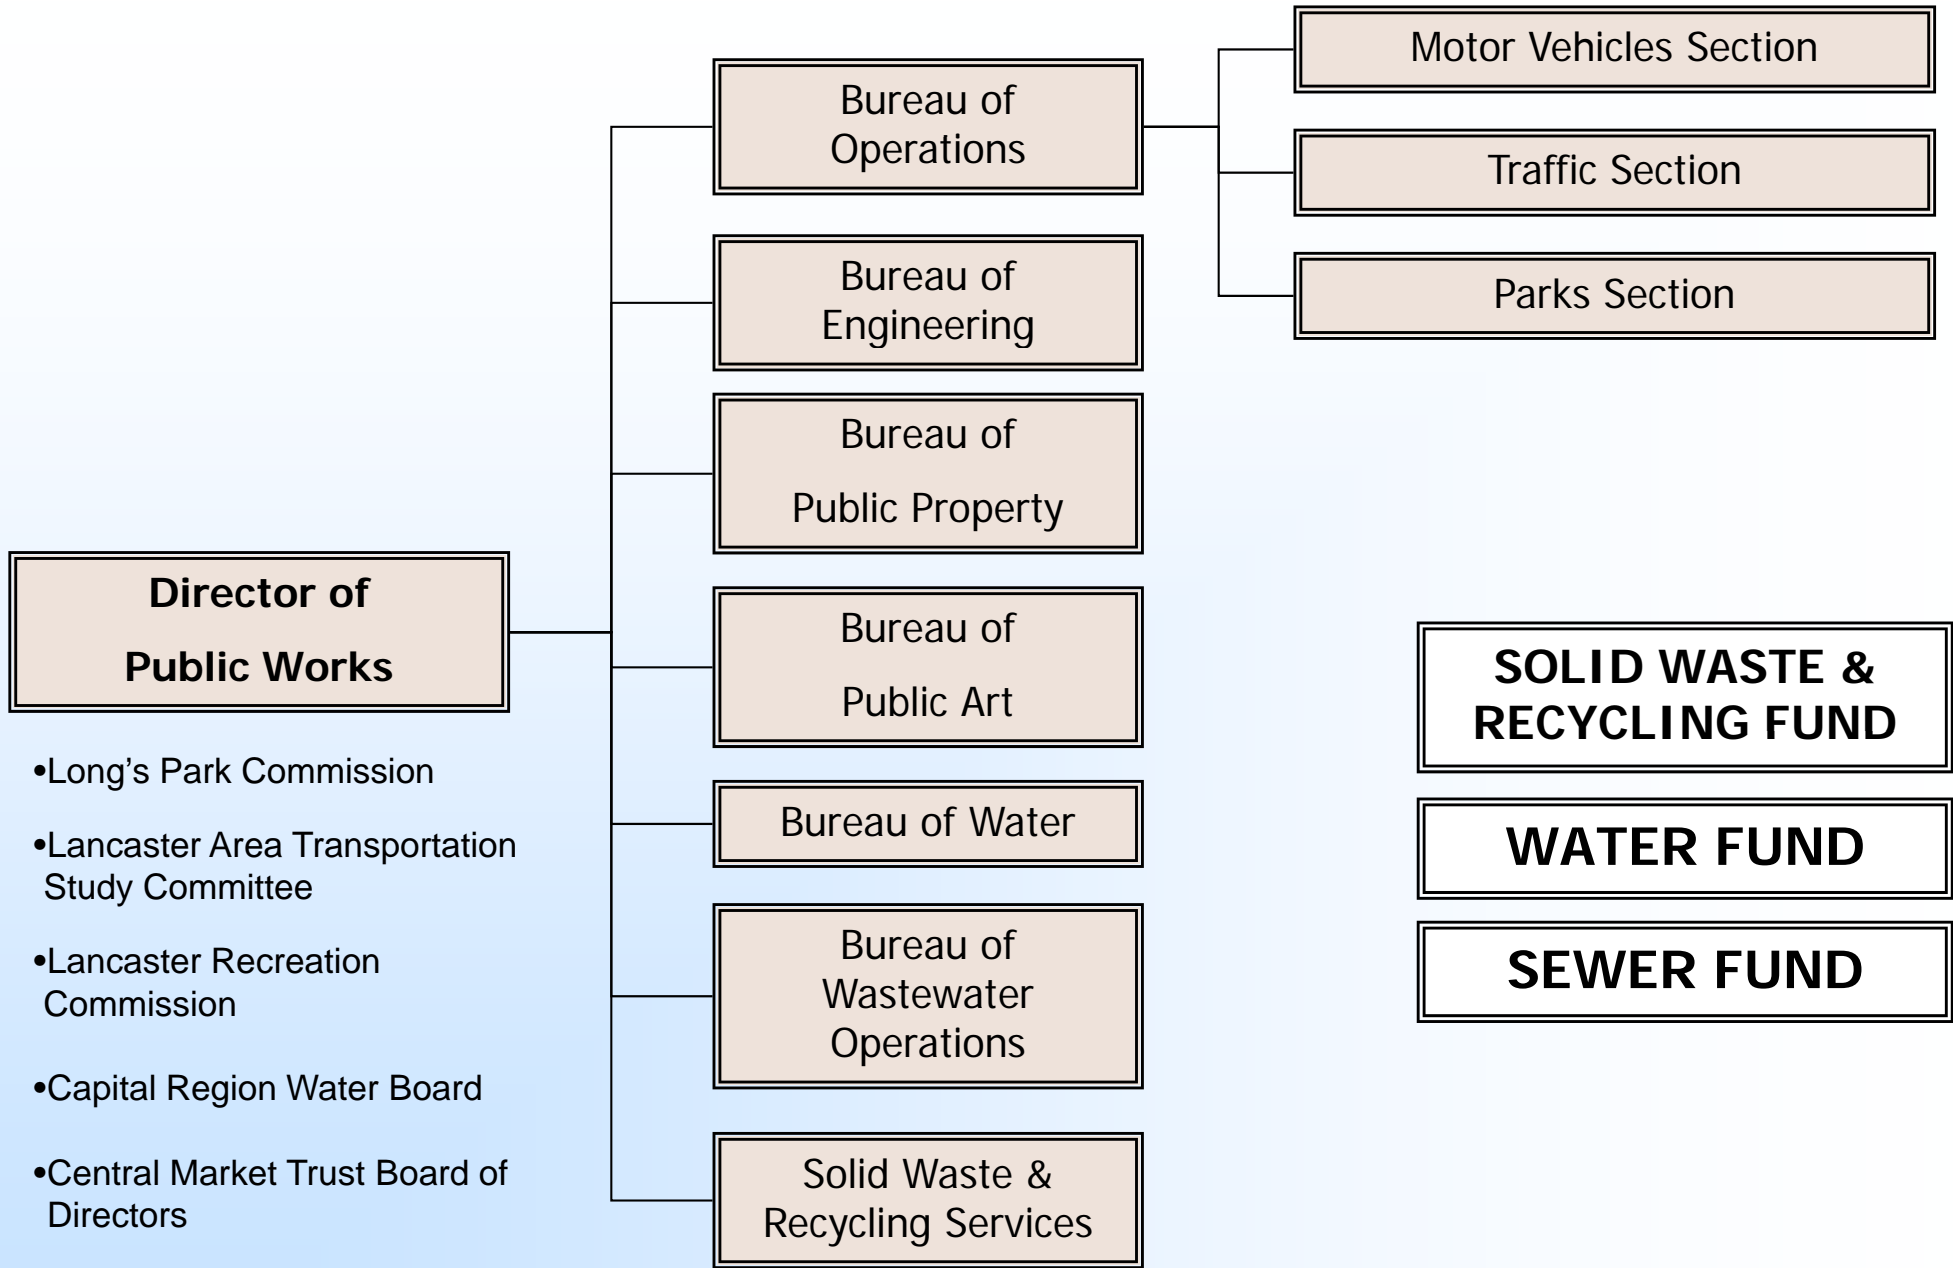 Director of
Public Works
•Long's Park Commission
•Lancaster Area Transportation
Study Committee
•Lancaster Recreation
Commission
•Capital Region Water Board
•Central Market Trust Board of
Directors
Bureau of
Operations
Bureau of
Engineering
Bureau of
Public Property
Bureau of
Public Art
Bureau of Water
Bureau of
Wastewater
Operations
Solid Waste &
Recycling Services
Motor Vehicles Section
Traffic Section
Parks Section
SOLID WASTE &
RECYCLING FUND
WATER FUND
SEWER FUND